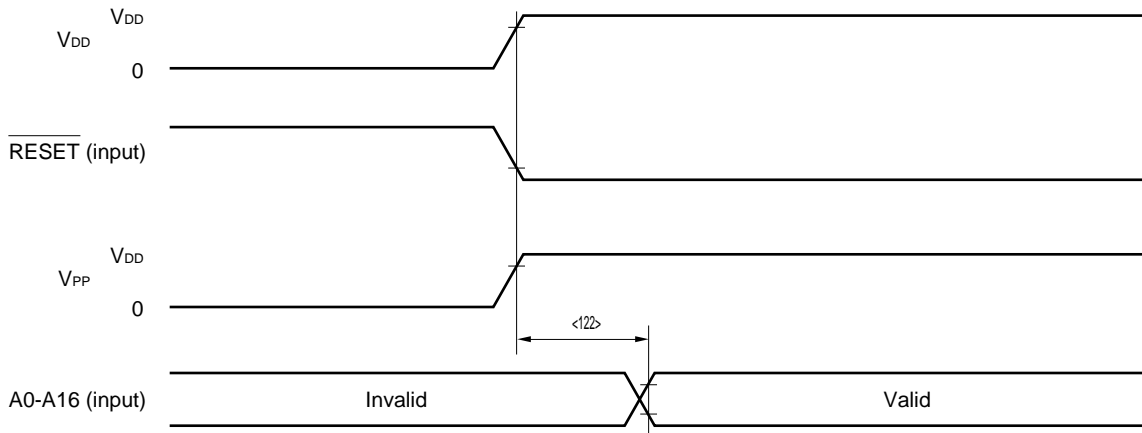 VDD
VDD
0
RESET (input)
VDD
VPP
0
<122>
A0-A16 (input)
Invalid
Valid